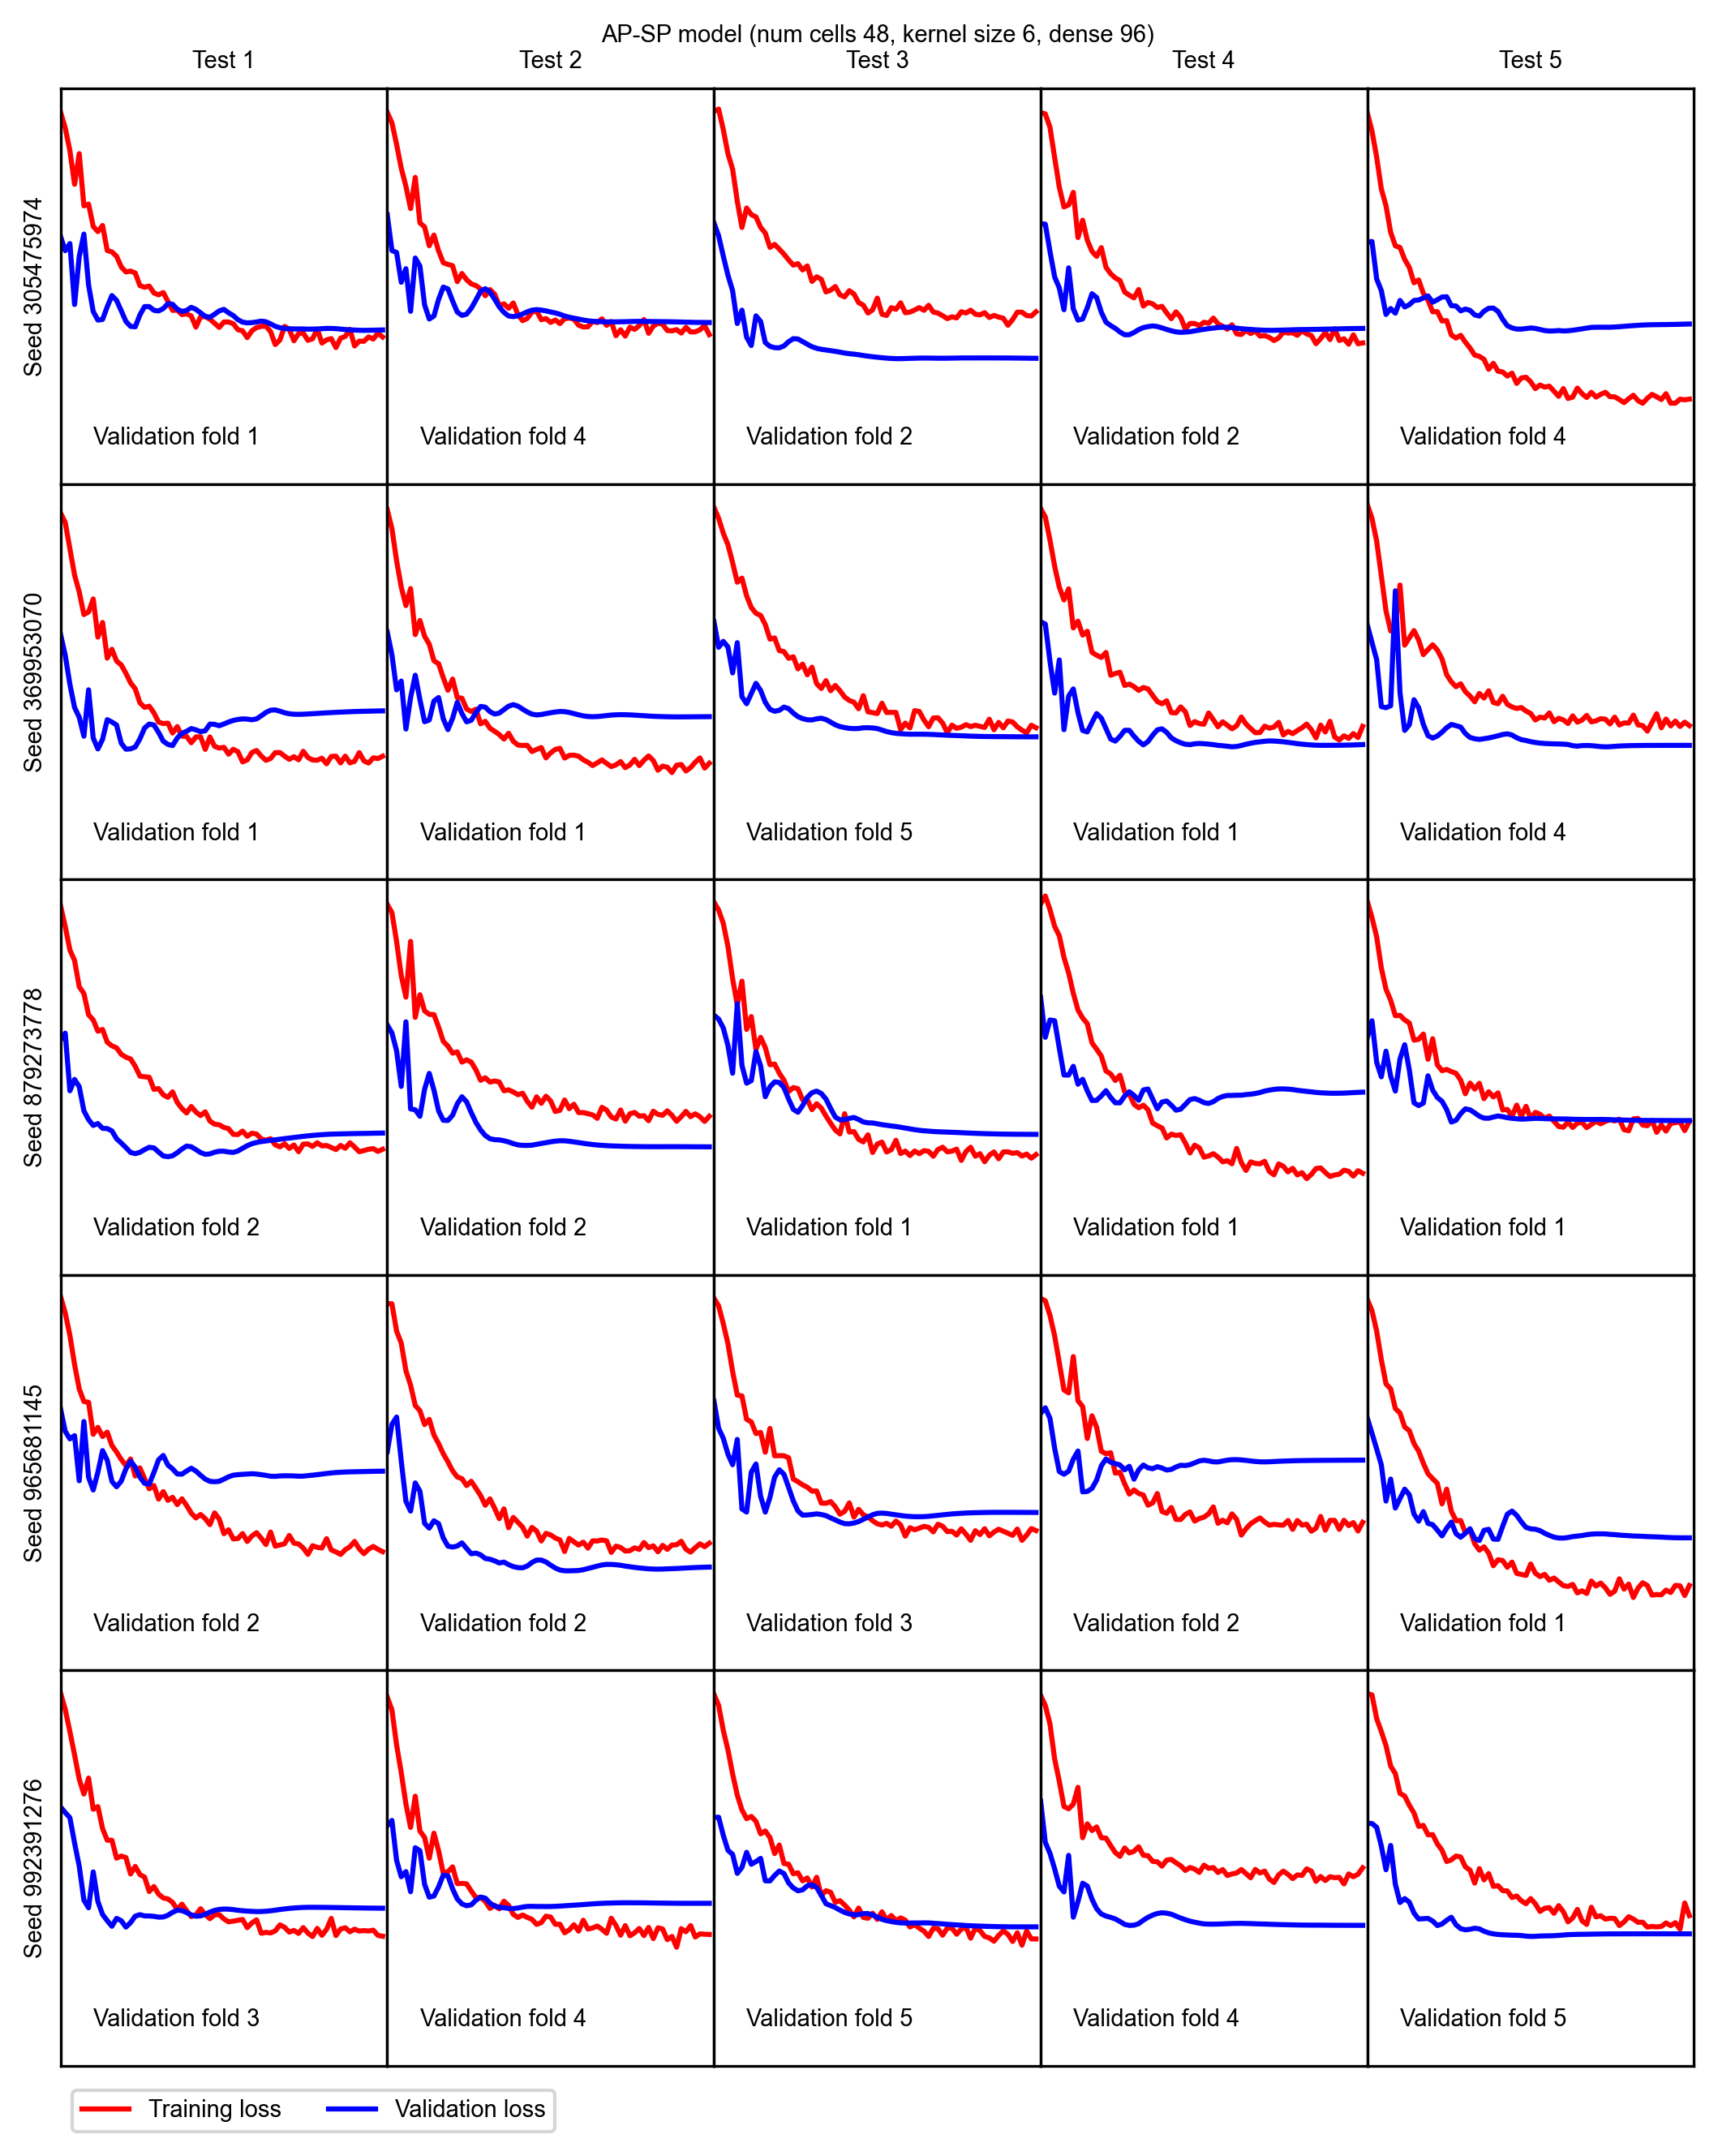 AP-SP model (num cells 48, kernel size 6, dense 96)
Test 1 Test 2 Test 3 Test 4 Test 5
Seed 305475974
Validation fold 1 Validation fold 4 Validation fold 2 Validation fold 2 Validation fold 4
Seed 369953070
Validation fold 1 Validation fold 1 Validation fold 5 Validation fold 1 Validation fold 4
Seed 879273778
Validation fold 2 Validation fold 2 Validation fold 1 Validation fold 1 Validation fold 1
Seed 965681145
Validation fold 2 Validation fold 2 Validation fold 3 Validation fold 2 Validation fold 1
Seed 992391276
Validation fold 3 Validation fold 4 Validation fold 5 Validation fold 4 Validation fold 5
Training loss Validation loss